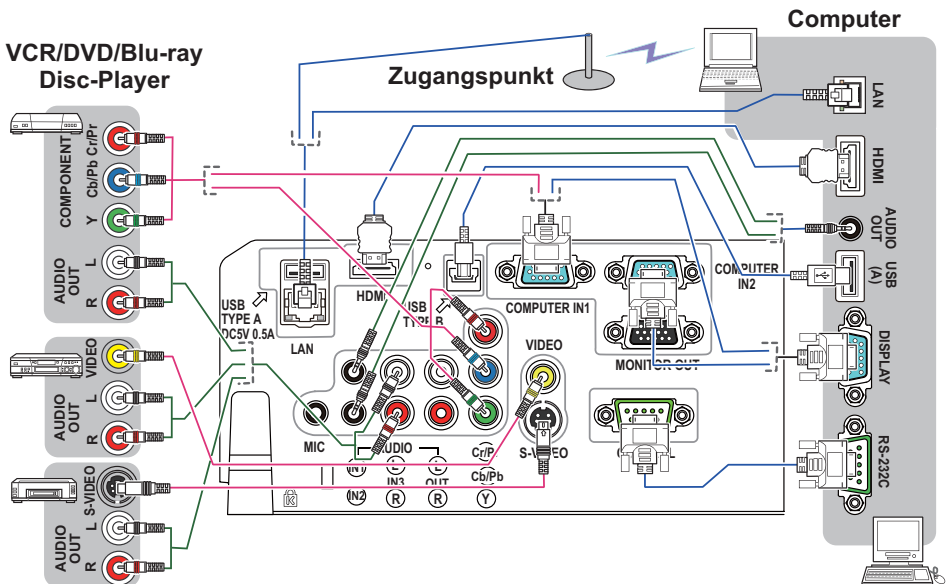 VCR/DVD/Blu-ray
Disc-Player
Zugangspunkt
Computer
COMPONENT
Cr/Pr
Cb/Pb
Y
AUDIO
OUT
L
R
VIDEO
AUDIO
OUT
L
R
S-VIDEO
AUDIO
OUT
L
R
USB
TYPE A
DC5V 0.5A
LAN
HDMI
USB
TYPE B
COMPUTER IN1
COMPUTER
IN2
MONITOR OUT
VIDEO
S-VIDEO
MIC
AUDIO
IN1
L
L
Cr/Pr
IN3
OUT
Cb/Pb
IN2
R
R
Y
K
LAN
HDMI
AUDIO
OUT
USB
(A)
DISPLAY
RS-232C